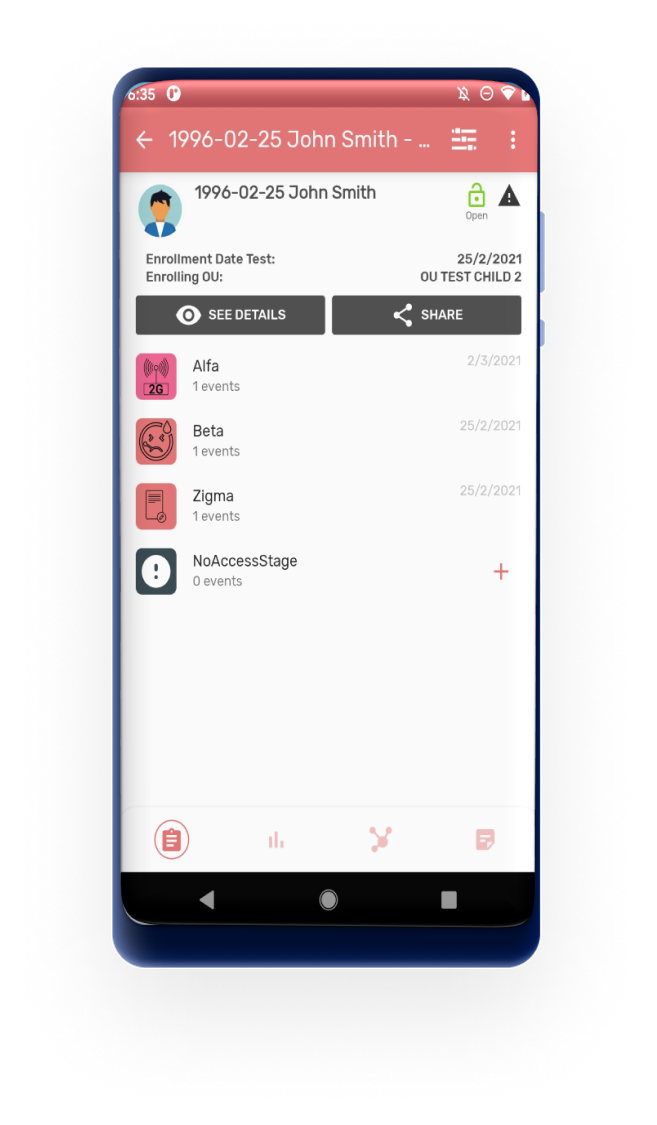 6:35
1996-02-25 John Smith - ...
1996-02-25 John Smith
Open
Enrollment Date Test: 25/2/2021
Enrolling OU: OU TEST CHILD 2
SEE DETAILS SHARE
Alfa 2/3/2021
2G
1 events
Beta 25/2/2021
1 events
Zigma 25/2/2021
1 events
NoAccessStage
0 events